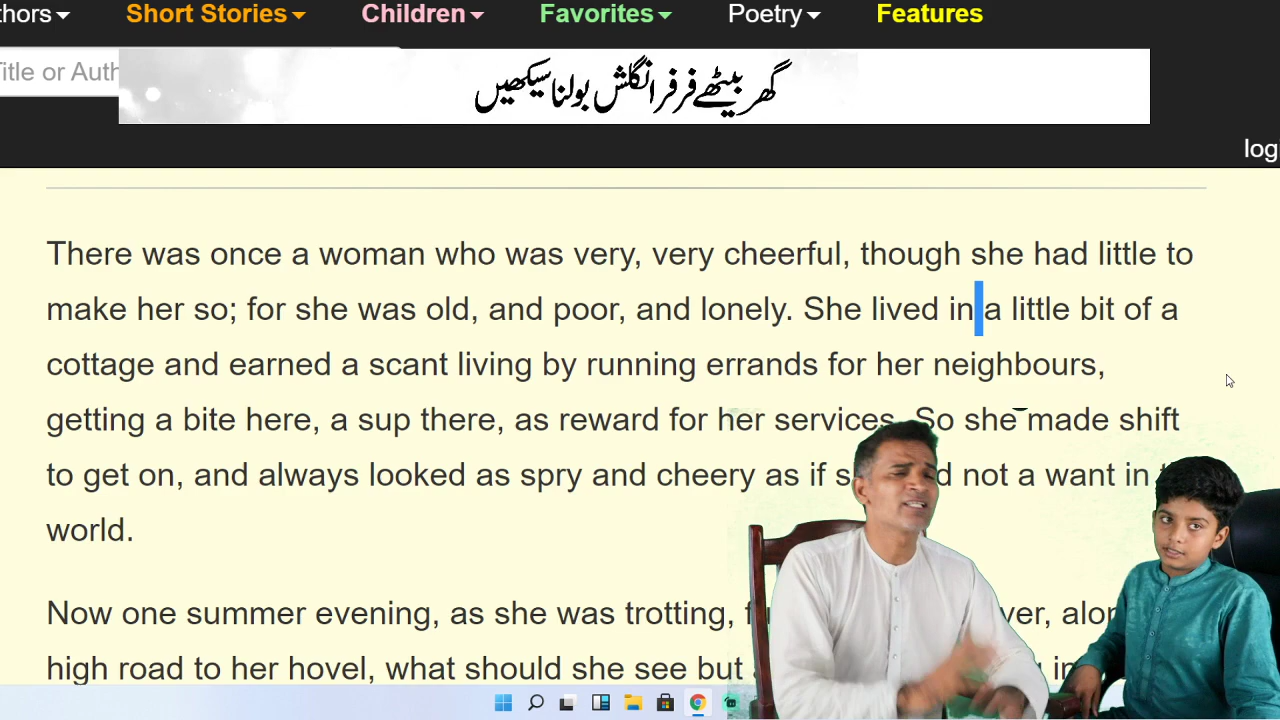 thors Short Stories Children Favorites Poetry Features
Title or Auth
گھر بیٹھے فرفر انگلش بولنا سیکھیں
log
There was once a woman who was very, very cheerful, though she had little to
make her so; for she was old, and poor, and lonely. She lived in a little bit of a
cottage and earned a scant living by running errands for her neighbours,
getting a bite here, a sup there, as reward for her services. So she made shift
to get on, and always looked as spry and cheery as if s d not a want in
world.
Now one summer evening, as she was trotting, ver, alon
high road to her hovel, what should she see but